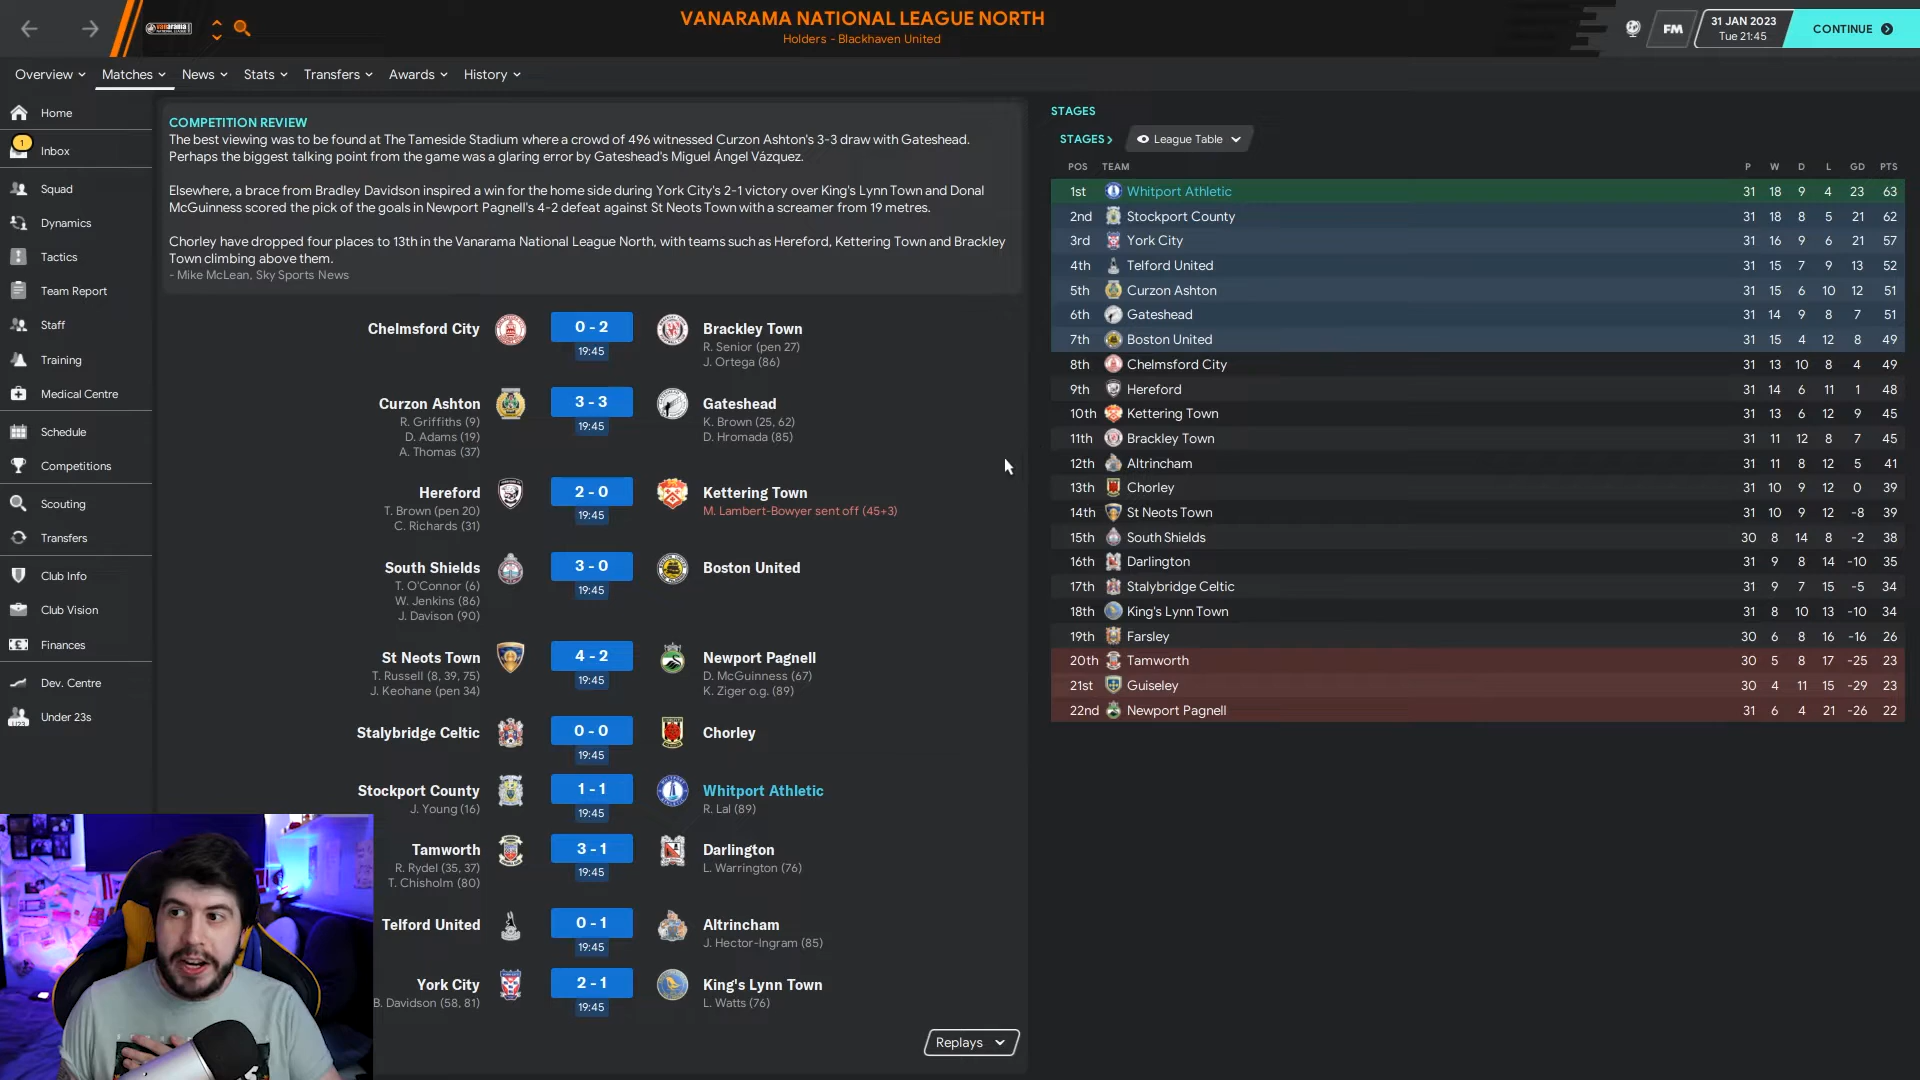 VANARAMA NATIONAL LEAGUE NORTH
Holders - Blackhaven United
FM
31 JAN 2023
Tue 21:45
CONTINUE
Overview
Matches
News
Stats
Transfers
Awards
History
Home
1
Inbox
Squad
Dynamics
Tactics
Team Report
Staff
Training
Medical Centre
Schedule
Competitions
Scouting
Transfers
Club Info
Club Vision
Finances
Dev. Centre
Under 23s
COMPETITION REVIEW
The best viewing was to be found at The Tameside Stadium where a crowd of 496 witnessed Curzon Ashton's 3-3 draw with Gateshead.
Perhaps the biggest talking point from the game was a glaring error by Gateshead's Miguel Ángel Vázquez.
Elsewhere, a brace from Bradley Davidson inspired a win for the home side during York City's 2-1 victory over King's Lynn Town and Donal
McGuinness scored the pick of the goals in Newport Pagnell's 4-2 defeat against St Neots Town with a screamer from 19 metres.
Chorley have dropped four places to 13th in the Vanarama National League North, with teams such as Hereford, Kettering Town and Brackley
Town climbing above them.
- Mike McLean, Sky Sports News
Chelmsford City 0 - 2 Brackley Town
19:45 R. Senior (pen 27)
J. Ortega (86)
Curzon Ashton 3 - 3 Gateshead
R. Griffiths (9) 19:45 K. Brown (25, 62)
D. Adams (19) D. Hromada (85)
A. Thomas (37)
Hereford 2 - 0 Kettering Town
T. Brown (pen 20) 19:45 M. Lambert-Bowyer sent off (45+3)
C. Richards (31)
South Shields 3 - 0 Boston United
T. O'Connor (6) 19:45
W. Jenkins (86)
J. Davison (90)
St Neots Town 4 - 2 Newport Pagnell
T. Russell (8, 39, 75) 19:45 D. McGuinness (67)
J. Keohane (pen 34) K. Ziger o.g. (89)
Stalybridge Celtic 0 - 0 Chorley
19:45
Stockport County 1 - 1 Whitport Athletic
J. Young (16) 19:45 R. Lal (89)
Tamworth 3 - 1 Darlington
R. Rydel (35, 37) 19:45 L. Warrington (76)
T. Chisholm (80)
Telford United 0 - 1 Altrincham
19:45 J. Hector-Ingram (85)
York City 2 - 1 King's Lynn Town
B. Davidson (58, 81) 19:45 L. Watts (76)
Replays
STAGES
STAGES> League Table
POS TEAM P W D L GD PTS
1st Whitport Athletic 31 18 9 4 23 63
2nd Stockport County 31 18 8 5 21 62
3rd York City 31 16 9 6 21 57
4th Telford United 31 15 7 9 13 52
5th Curzon Ashton 31 15 6 10 12 51
6th Gateshead 31 14 9 8 7 51
7th Boston United 31 15 4 12 8 49
8th Chelmsford City 31 13 10 8 4 49
9th Hereford 31 14 6 11 1 48
10th Kettering Town 31 13 6 12 9 45
11th Brackley Town 31 11 12 8 7 45
12th Altrincham 31 11 8 12 5 41
13th Chorley 31 10 9 12 0 39
14th St Neots Town 31 10 9 12 -8 39
15th South Shields 30 8 14 8 -2 38
16th Darlington 31 9 8 14 -10 35
17th Stalybridge Celtic 31 9 7 15 -5 34
18th King's Lynn Town 31 8 10 13 -10 34
19th Farsley 30 6 8 16 -16 26
20th Tamworth 30 5 8 17 -25 23
21st Guiseley 30 4 11 15 -29 23
22nd Newport Pagnell 31 6 4 21 -26 22